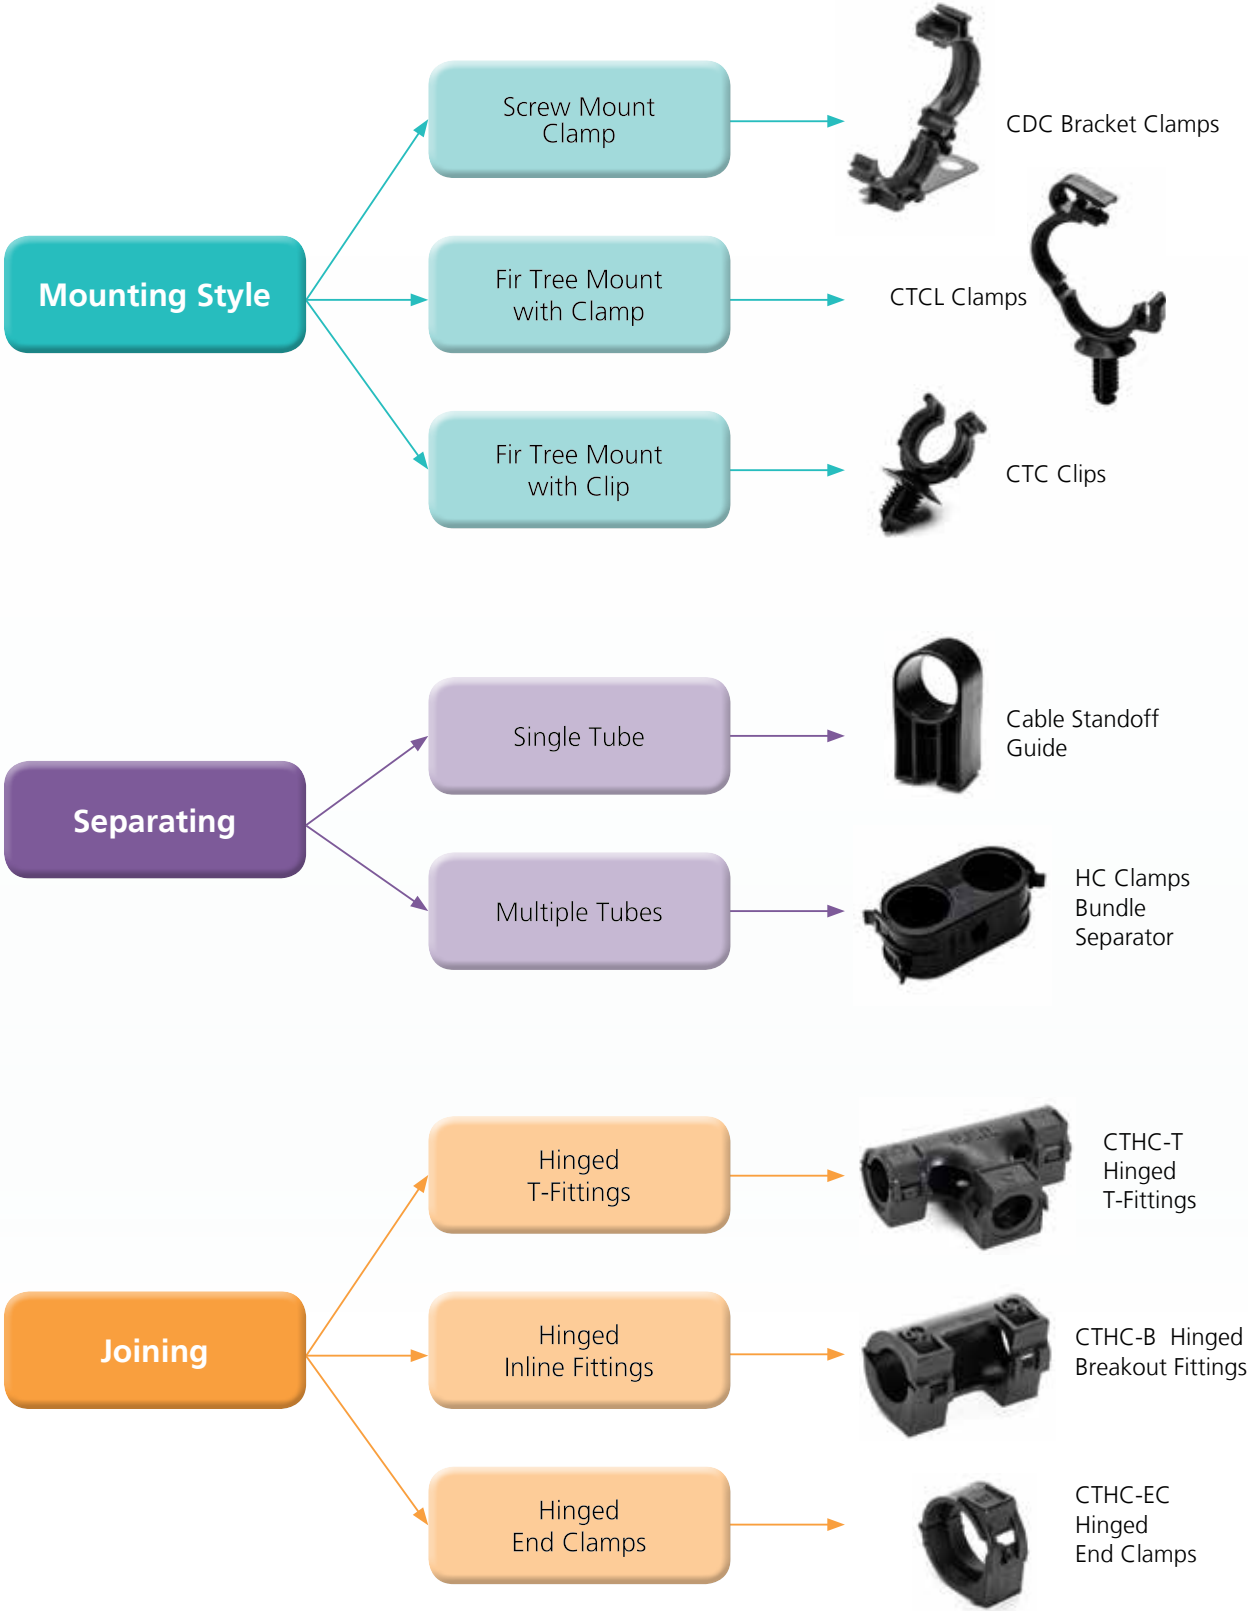 Screw Mount
Clamp
CDC Bracket Clamps
Mounting Style
Fir Tree Mount
with Clamp
CTCL Clamps
Fir Tree Mount
with Clip
CTC Clips
Single Tube
Cable Standoff
Guide
Separating
Multiple Tubes
HC Clamps
Bundle
Separator
Hinged
T-Fittings
CTHC-T
Hinged
T-Fittings
Joining
Hinged
Inline Fittings
CTHC-B  Hinged
Breakout Fittings
Hinged
End Clamps
CTHC-EC
Hinged
End Clamps